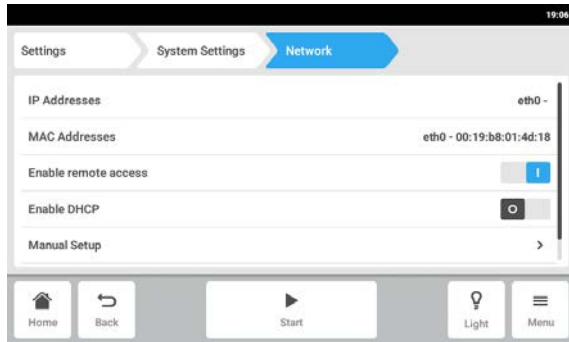 19:06
Settings
System Settings
Network
IP Addresses
eth0 -
MAC Addresses
eth0 - 00:19:b8:01:4d:18
Enable remote access
I
Enable DHCP
O
Manual Setup
Home
Back
Start
Light
Menu